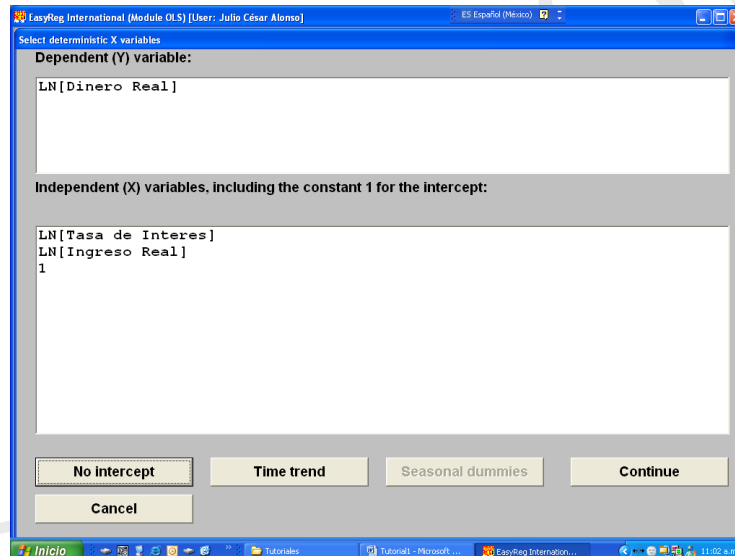 EasyReg International (Module OLS) [User: Julio César Alonso]
ES Español (México)
Select deterministic X variables
Dependent (Y) variable:
LN[Dinero Real]
Independent (X) variables, including the constant 1 for the intercept:
LN[Tasa de Interes]
LN[Ingreso Real]
1
No intercept
Time trend
Seasonal dummies
Continue
Cancel
Inicio
Tutoriales
Tutorial1 - Microsoft ...
EasyReg Internation...
11:02 a.m.